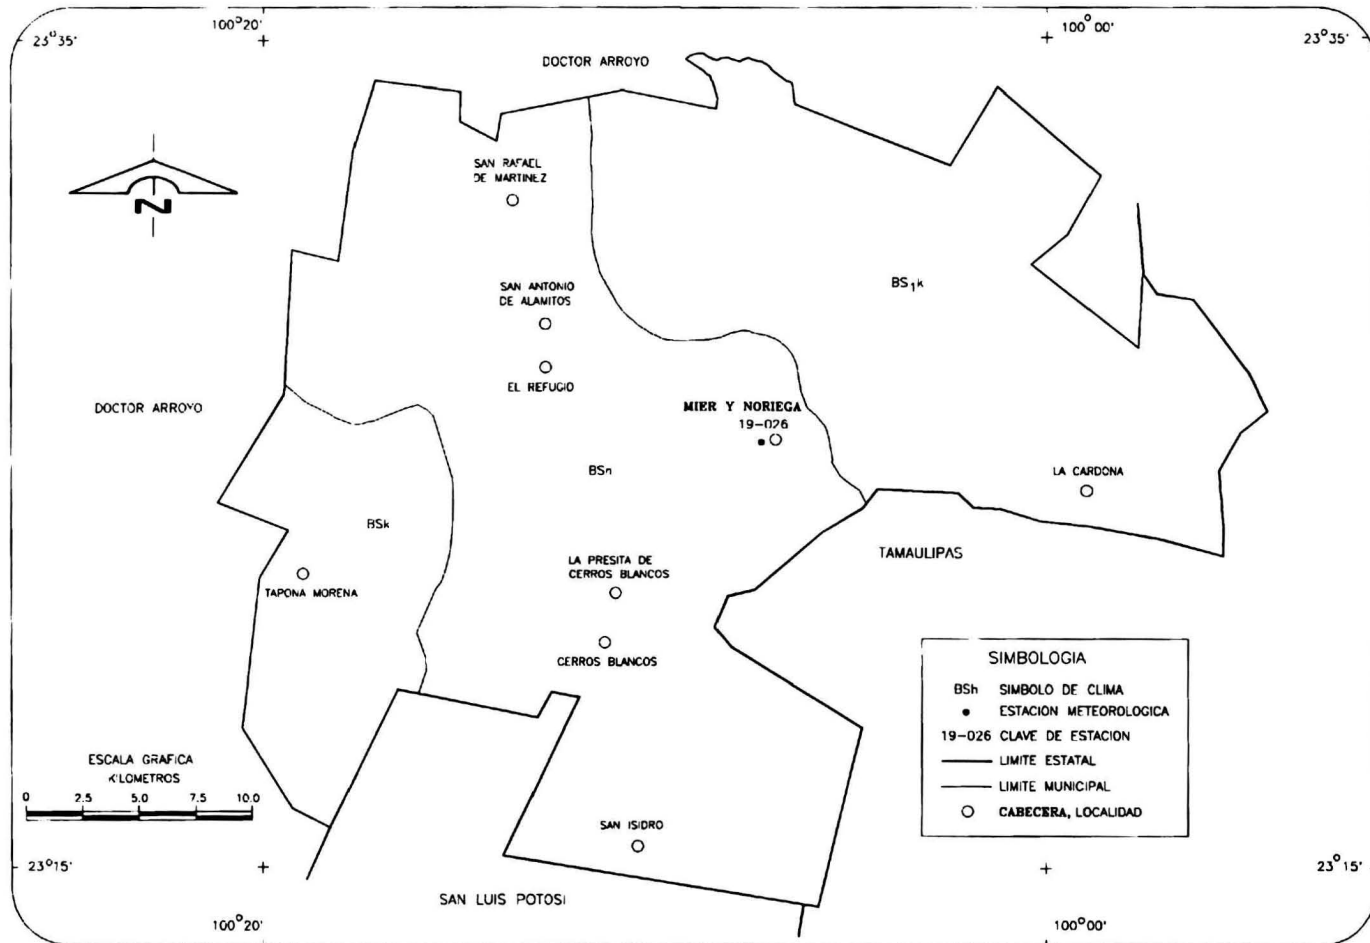 100°20'
100°00'
23°35'
23°35'
DOCTOR ARROYO
SAN RAFAEL
DE MARTINEZ
N
BS₁k
SAN ANTONIO
DE ALAMITOS
EL REFUGIO
DOCTOR ARROYO
MIER Y NORIEGA
19-026
BSh
LA CARDONA
BSk
TAMAULIPAS
LA PRESITA DE
CERROS BLANCOS
TAPONA MORENA
CERROS BLANCOS
SIMBOLOGIA
BSh SIMBOLO DE CLIMA
ESTACION METEOROLOGICA
19-026 CLAVE DE ESTACION
LIMITE ESTATAL
LIMITE MUNICIPAL
CABECERA, LOCALIDAD
ESCALA GRAFICA
KILOMETROS
0 2.5 5.0 7.5 10.0
SAN ISIDRO
23°15'
23°15'
SAN LUIS POTOSI
100°20'
100°00'